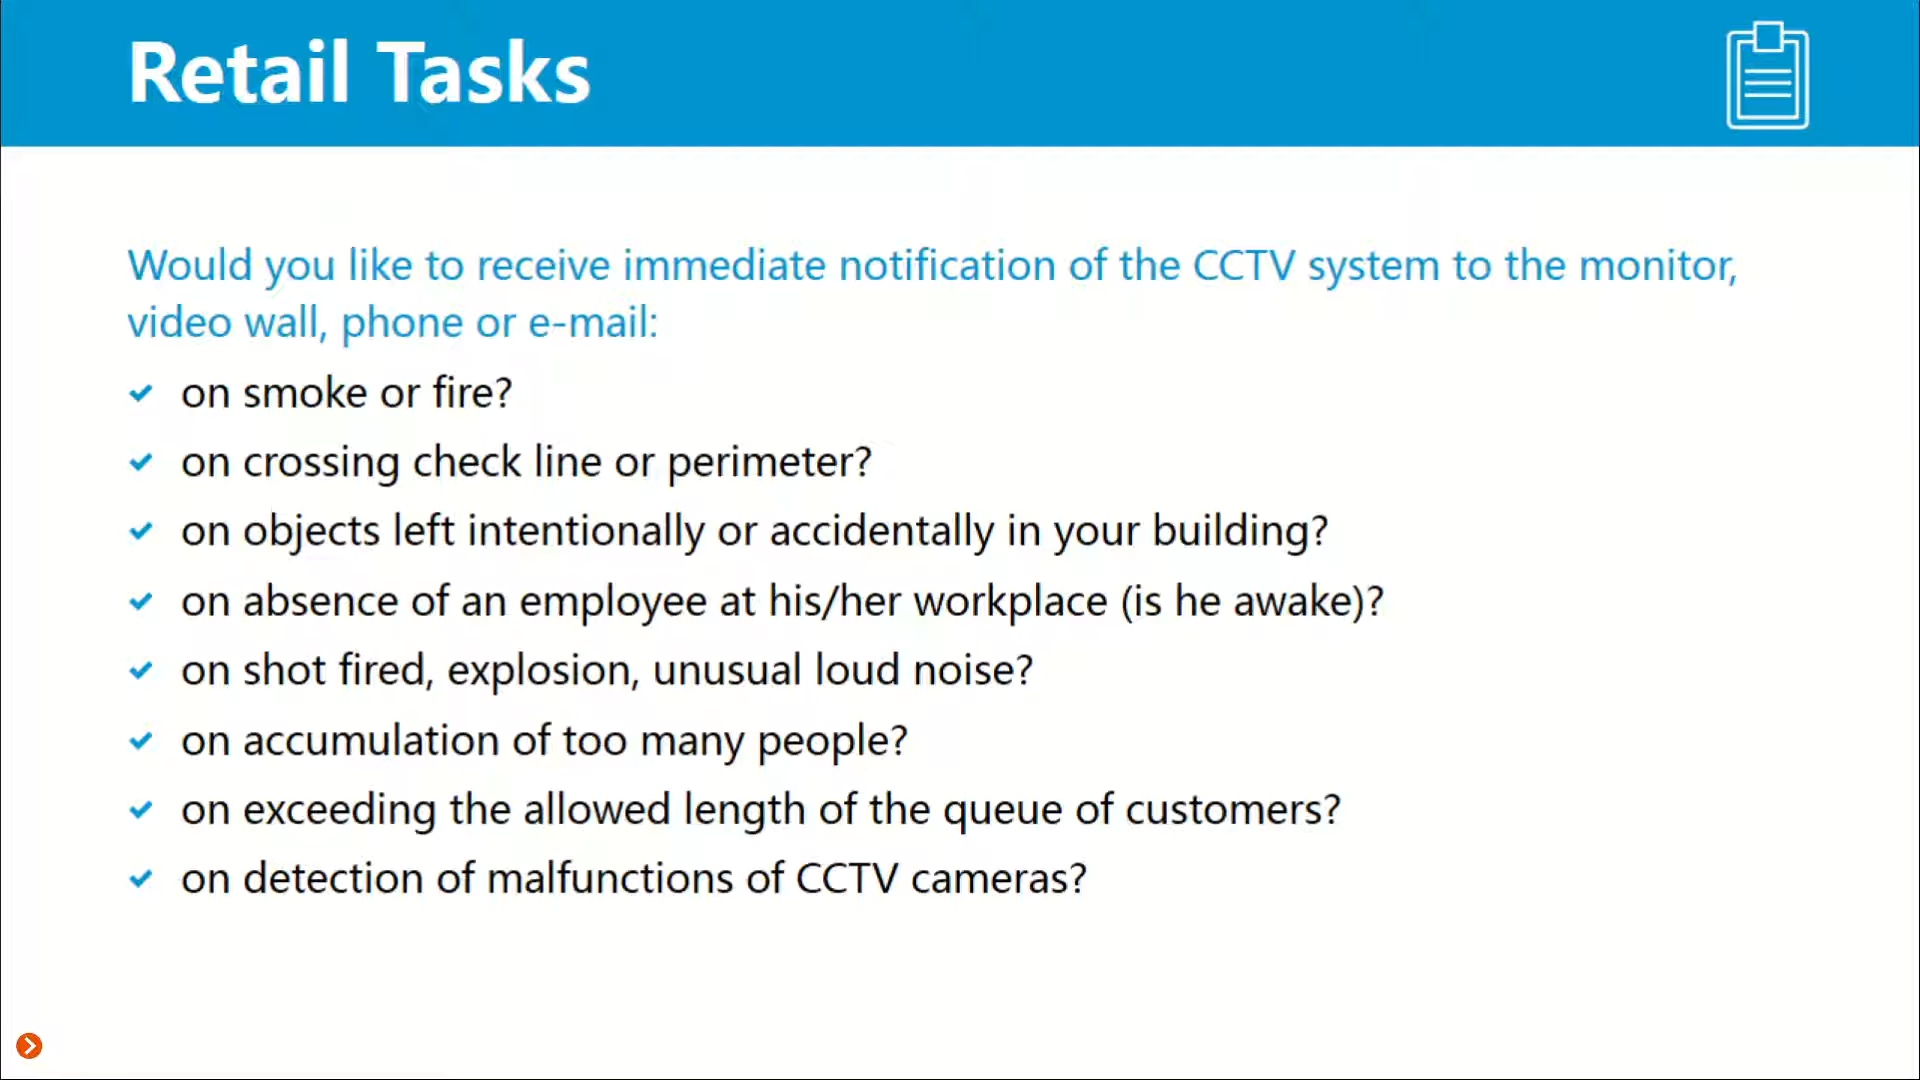 Retail Tasks
Would you like to receive immediate notification of the CCTV system to the monitor,
video wall, phone or e-mail:
on smoke or fire?
on crossing check line or perimeter?
on objects left intentionally or accidentally in your building?
on absence of an employee at his/her workplace (is he awake)?
on shot fired, explosion, unusual loud noise?
on accumulation of too many people?
on exceeding the allowed length of the queue of customers?
on detection of malfunctions of CCTV cameras?